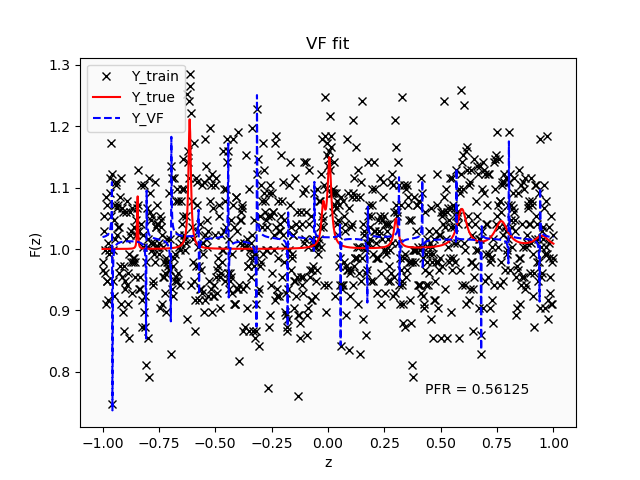 VF fit
Y_train
Y_true
Y_VF
1.3
1.2
1.1
1.0
0.9
0.8
F(z)
PFR = 0.56125
−1.00 −0.75 −0.50 −0.25 0.00 0.25 0.50 0.75 1.00
z